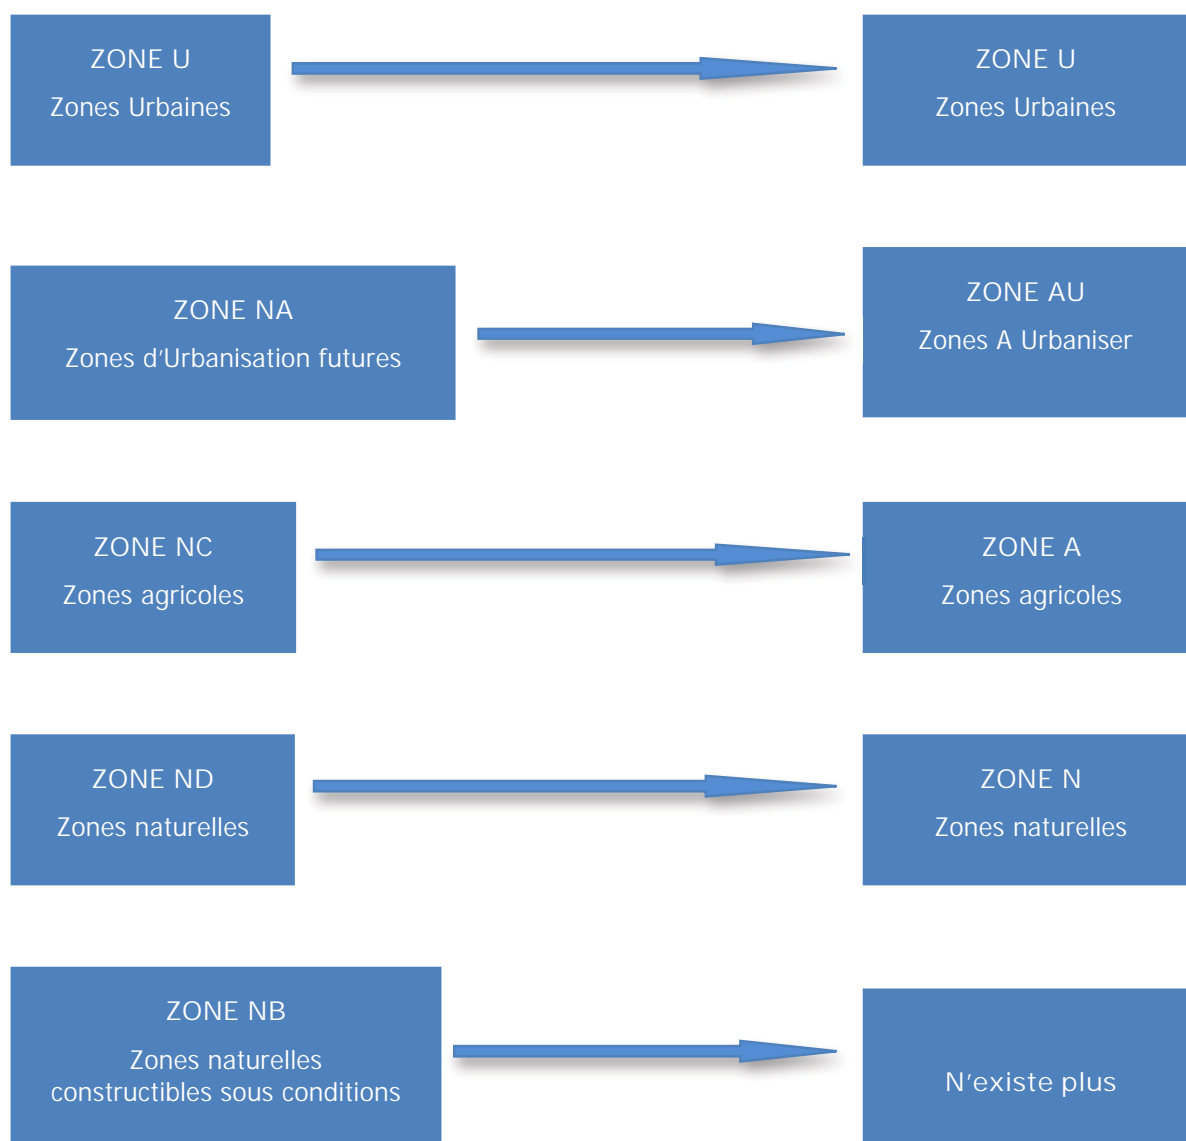 ZONE U
Zones Urbaines
ZONE U
Zones Urbaines
ZONE NA
Zones d'Urbanisation futures
ZONE AU
Zones A Urbaniser
ZONE NC
Zones agricoles
ZONE A
Zones agricoles
ZONE ND
Zones naturelles
ZONE N
Zones naturelles
ZONE NB
Zones naturelles
constructibles sous conditions
N'existe plus